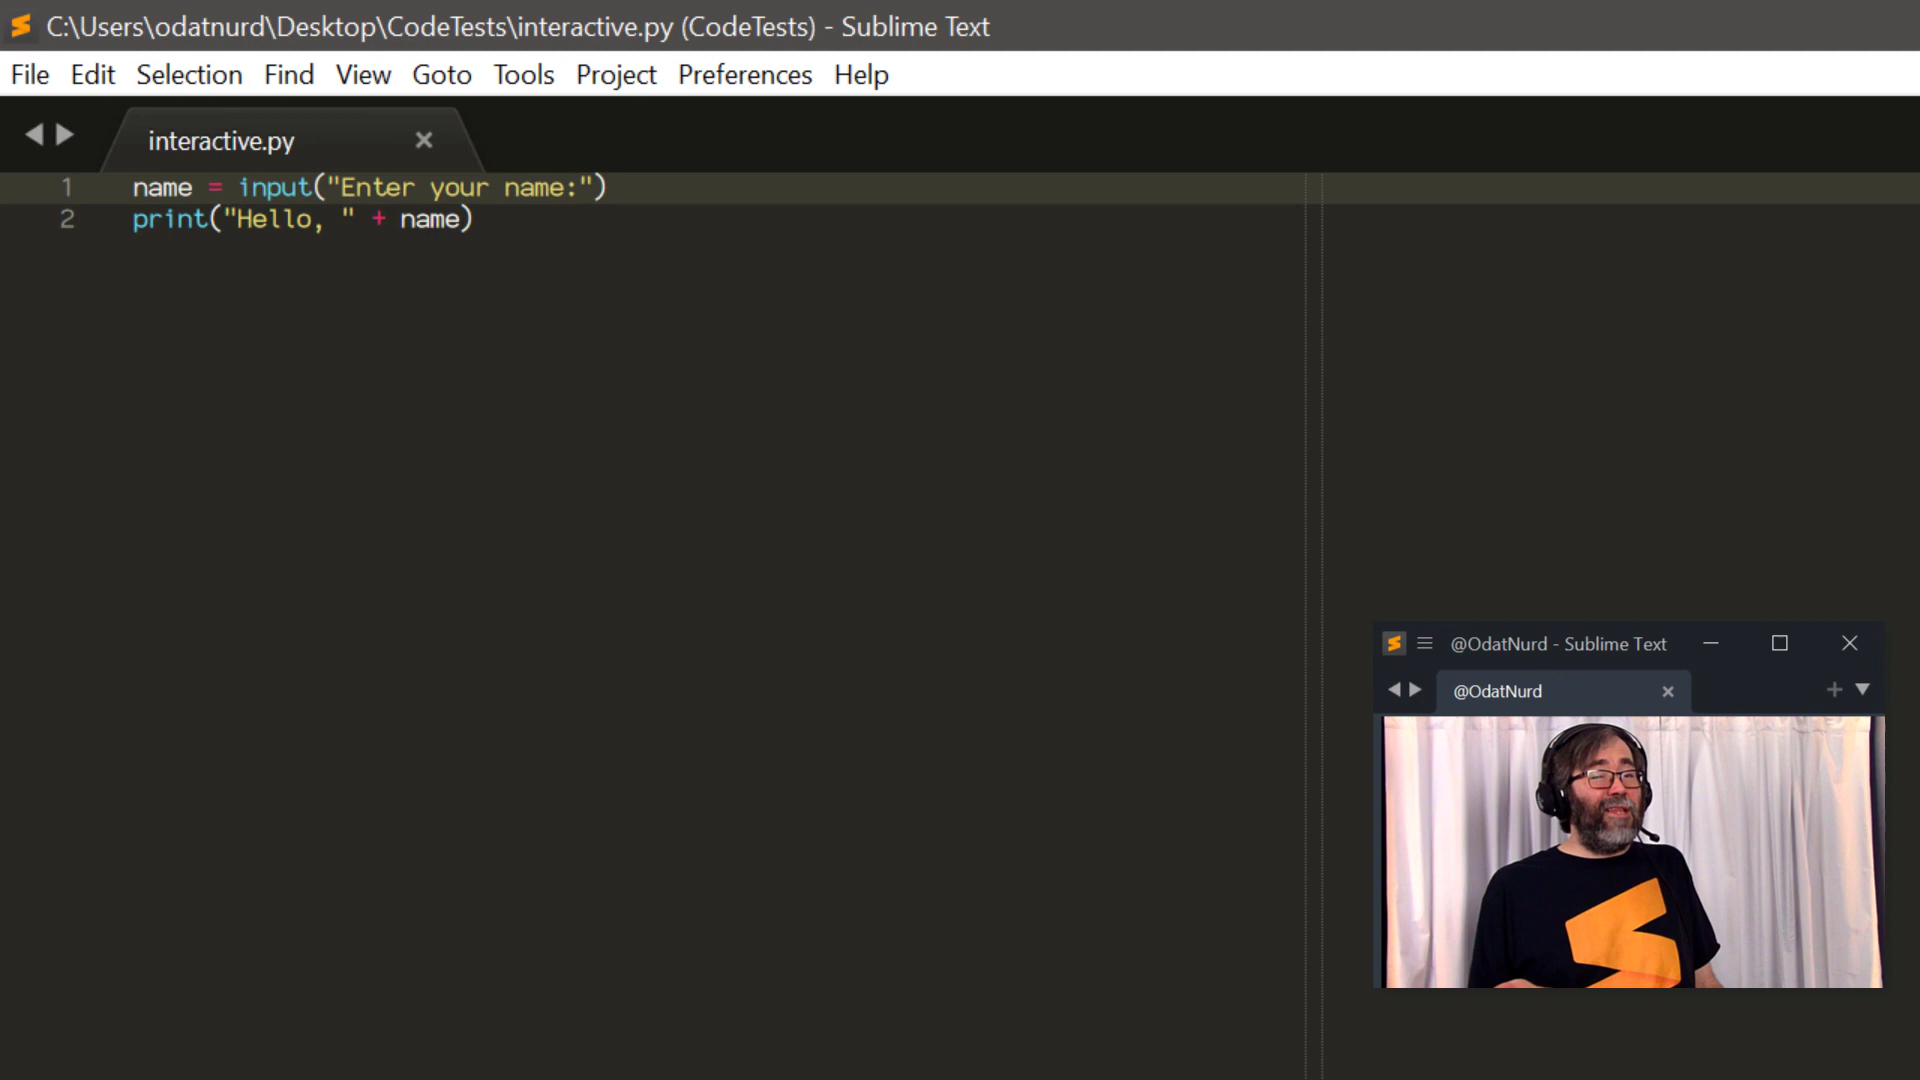 C:\Users\odatnurd\Desktop\CodeTests\interactive.py (CodeTests) - Sublime Text
File Edit Selection Find View Goto Tools Project Preferences Help
interactive.py
1 name = input("Enter your name:")
2 print("Hello, " + name)
@OdatNurd - Sublime Text
@OdatNurd